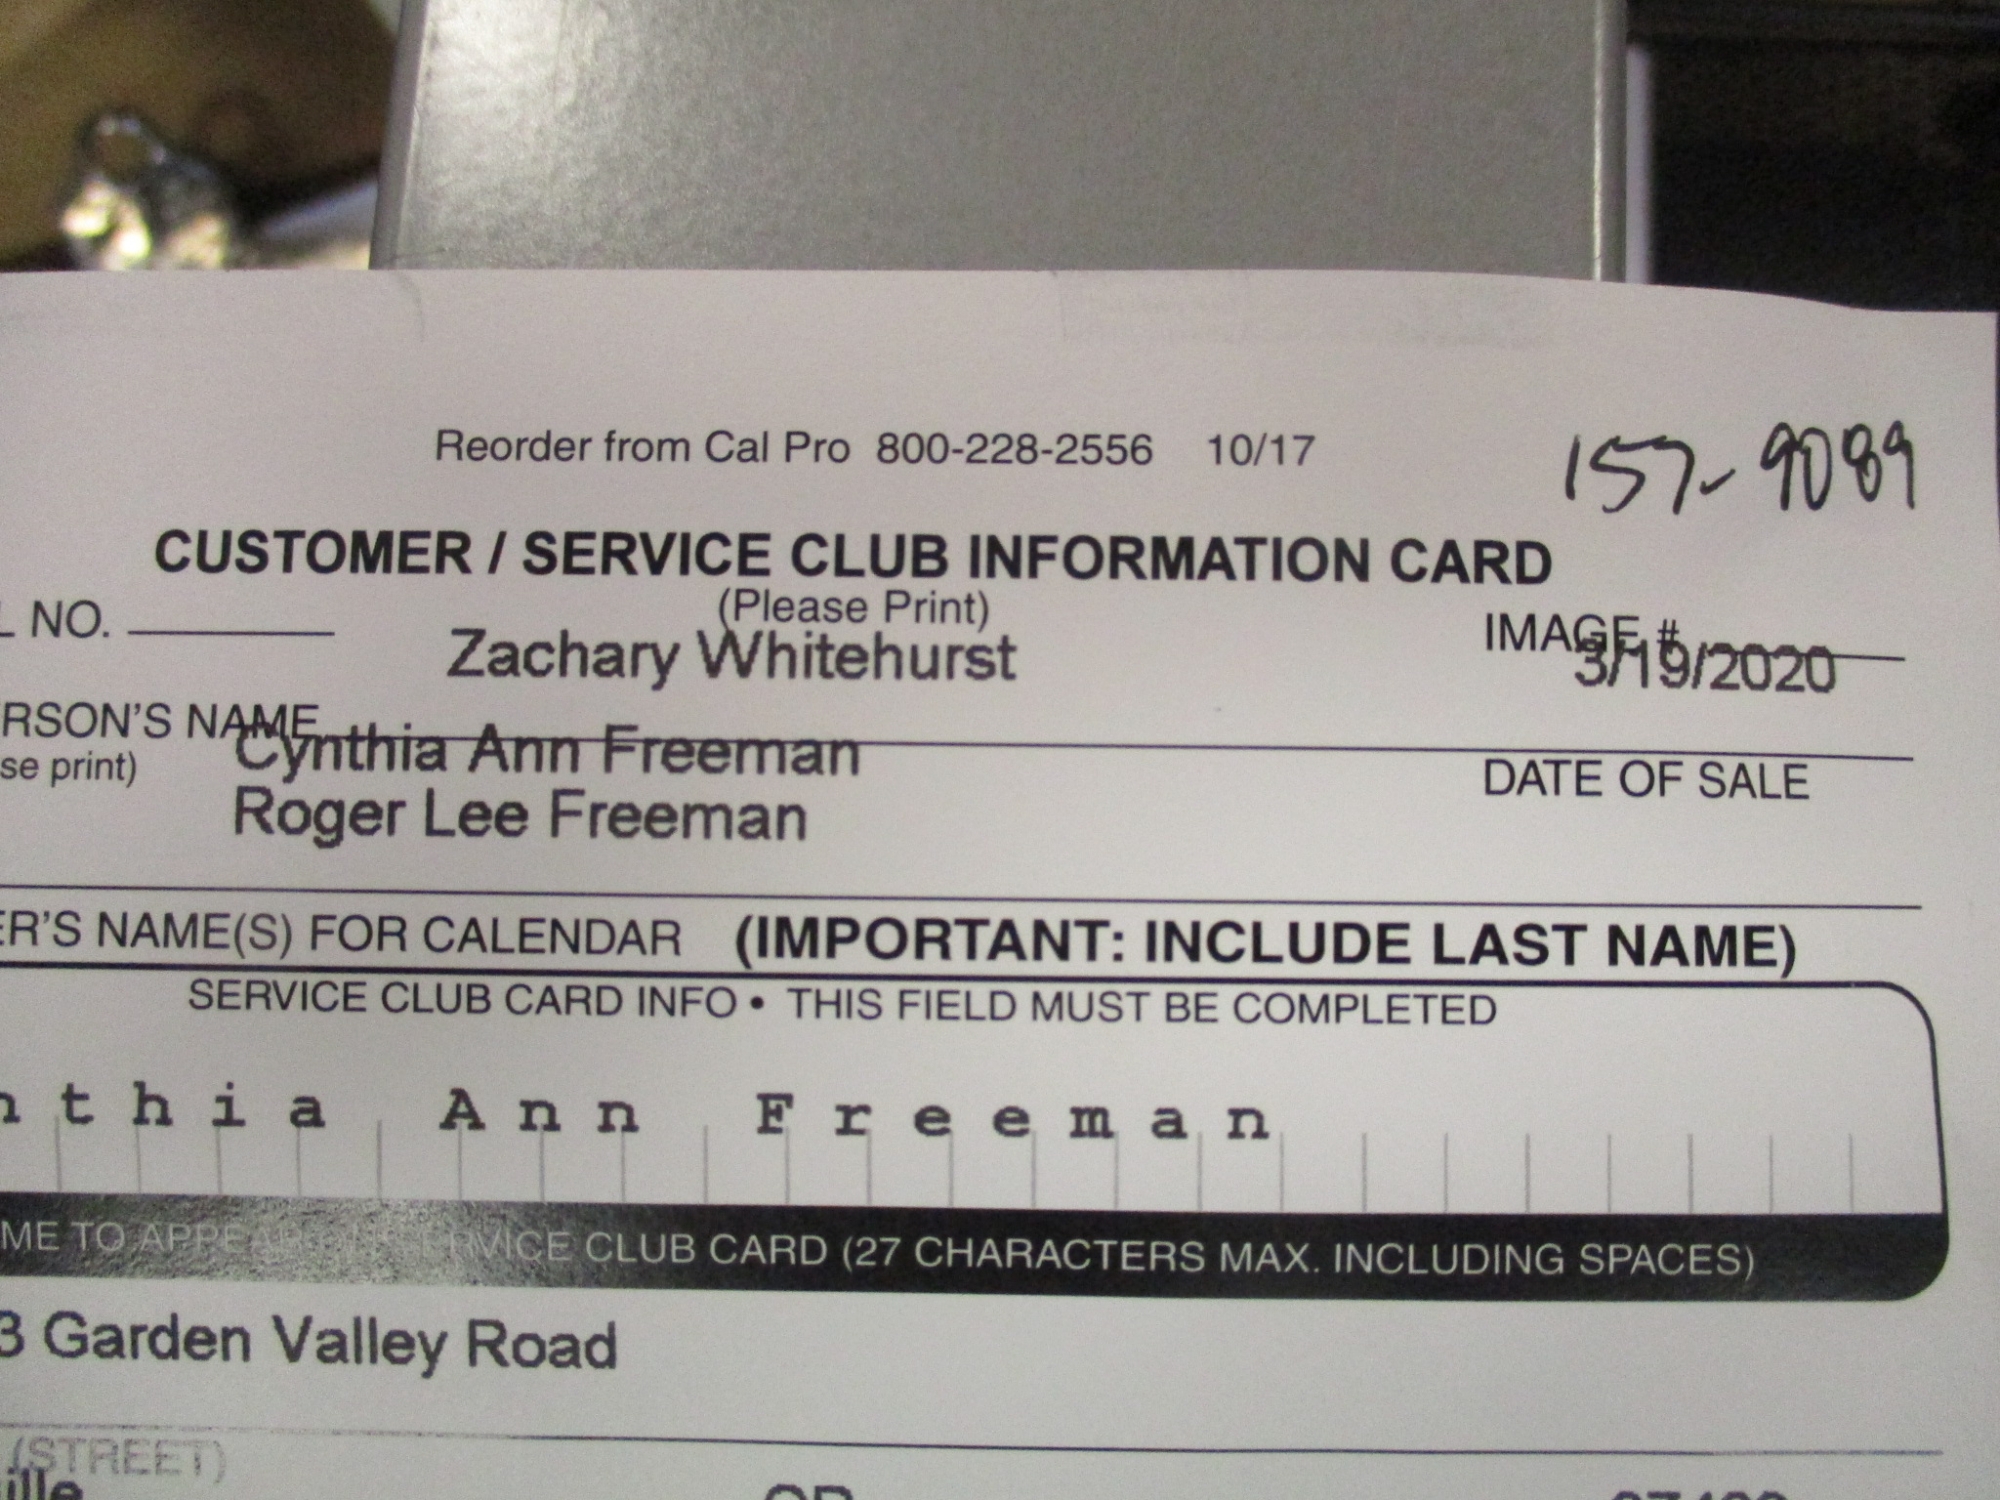 Reorder from Cal Pro 800-228-2556 10/17
157-9089
CUSTOMER / SERVICE CLUB INFORMATION CARD
(Please Print)
L NO.
Zachary Whitehurst
IMAGE #
3/19/2020
RSON'S NAME
se print)
Cynthia Ann Freeman
DATE OF SALE
Roger Lee Freeman
ER'S NAME(S) FOR CALENDAR (IMPORTANT: INCLUDE LAST NAME)
SERVICE CLUB CARD INFO • THIS FIELD MUST BE COMPLETED
nthia Ann Freeman
ME TO APPEAR ON SERVICE CLUB CARD (27 CHARACTERS MAX. INCLUDING SPACES)
3 Garden Valley Road
(STREET)
ille